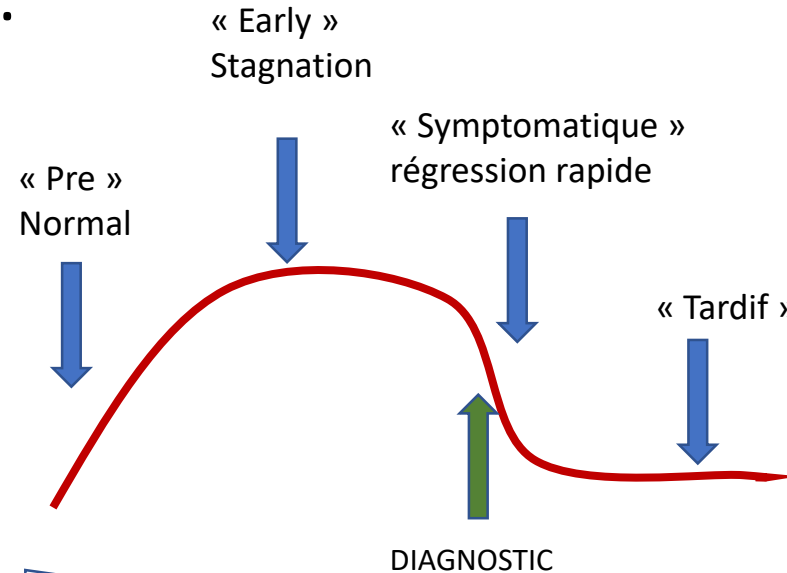 « Early »
Stagnation
« Symptomatique »
régression rapide
« Pre »
Normal
« Tardif »
DIAGNOSTIC